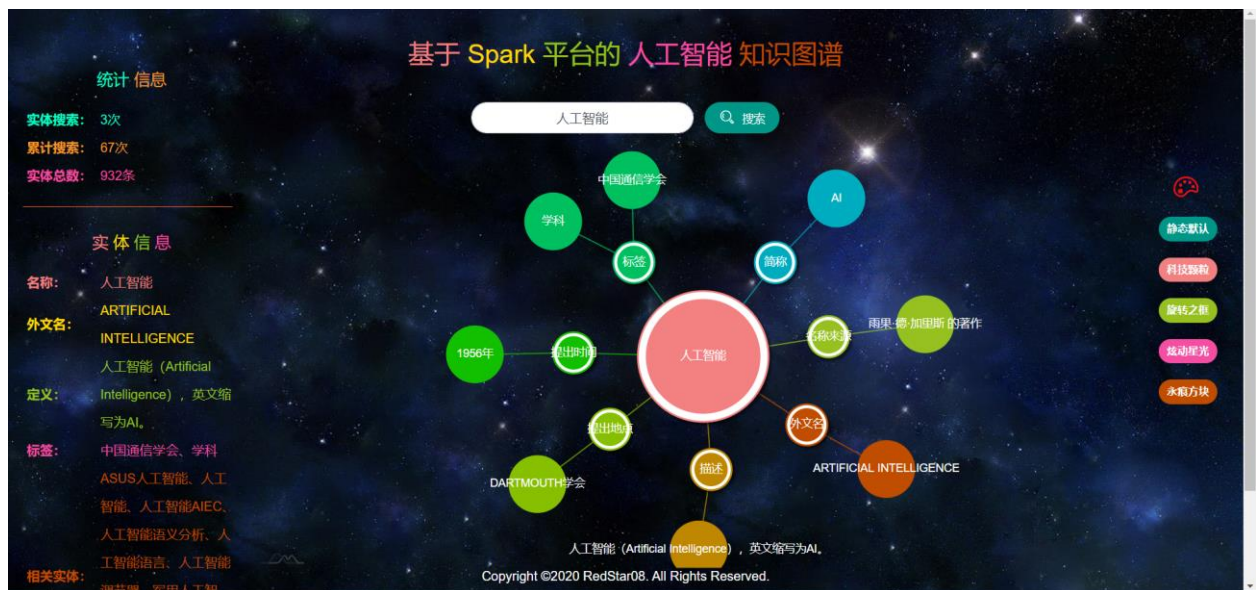 基于 Spark 平台的 人工智能 知识图谱
人工智能
搜索
统计 信息
实体搜索： 3次
累计搜索： 67次
实体总数： 932条
实 体 信 息
名称： 人工智能
外文名： ARTIFICIAL
INTELLIGENCE
人工智能（Artificial
定义： Intelligence），英文缩
写为AI。
标签： 中国通信学会、学科
ASUS人工智能、人工
智能、人工智能AIEC、
人工智能语义分析、人
工智能语言、人工智能
相关实体：
中国通信学会
学科
标签
AI
简称
雨果·德·加里斯 的著作
名称来源
1956年
提出时间
人工智能
提出地点
DARTMOUTH学会
外文名
ARTIFICIAL INTELLIGENCE
描述
人工智能（Artificial Intelligence），英文缩写为AI。
静态默认
科技颗粒
旋转之框
炫动星光
永痕方块
Copyright ©2020 RedStar08. All Rights Reserved.